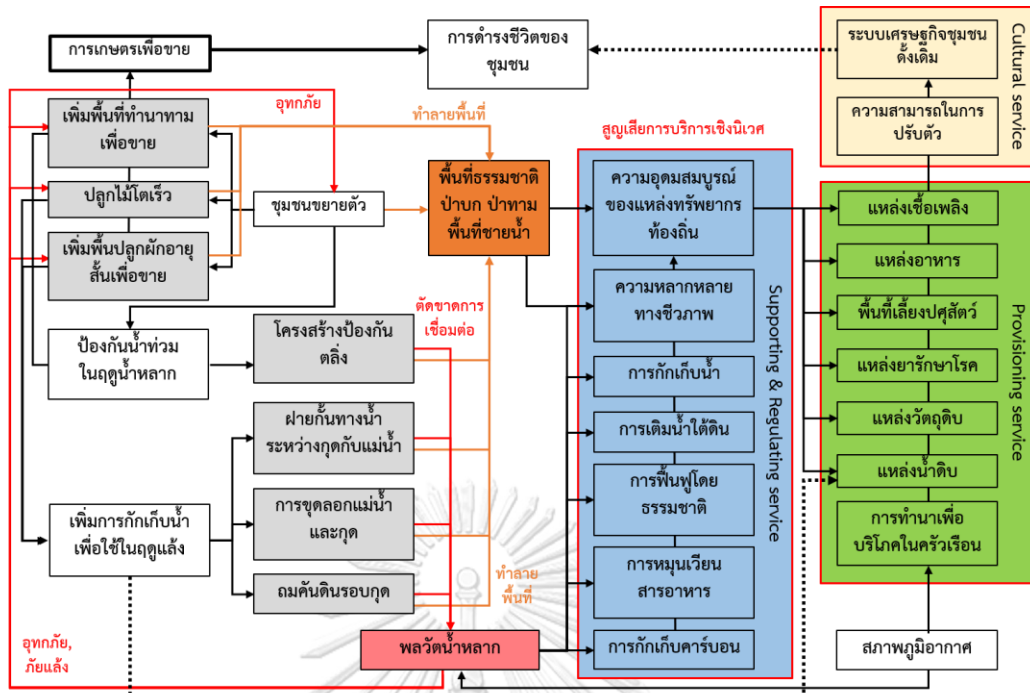 การเกษตรเพื่อขาย
การดำรงชีวิตของ
ชุมชน
ระบบเศรษฐกิจชุมชน
ดั้งเดิม
ความสามารถในการ
ปรับตัว
Cultural service
อุทกภัย
ทำลายพื้นที่
สูญเสียการบริการเชิงนิเวศ
เพิ่มพื้นที่ทำนาทาม
เพื่อขาย
ปลูกไม้โตเร็ว
เพิ่มพื้นปลูกผักอายุ
สั้นเพื่อขาย
ชุมชนขยายตัว
พื้นที่ธรรมชาติ
ป่าบก ป่าทาม
พื้นที่ชายน้ำ
ความอุดมสมบูรณ์
ของแหล่งทรัพยากร
ท้องถิ่น
ความหลากหลาย
ทางชีวภาพ
การกักเก็บน้ำ
การเติมน้ำใต้ดิน
การฟื้นฟูโดย
ธรรมชาติ
การหมุนเวียน
สารอาหาร
การกักเก็บคาร์บอน
Supporting & Regulating service
แหล่งเชื้อเพลิง
แหล่งอาหาร
พื้นที่เลี้ยงปศุสัตว์
แหล่งยารักษาโรค
แหล่งวัตถุดิบ
แหล่งน้ำดิบ
การทำนาเพื่อ
บริโภคในครัวเรือน
Provisioning service
ป้องกันน้ำท่วม
ในฤดูน้ำหลาก
ตัดขาดการ
เชื่อมต่อ
โครงสร้างป้องกัน
ตลิ่ง
ฝายกั้นทางน้ำ
ระหว่างกุดกับแม่น้ำ
เพิ่มการกักเก็บน้ำ
เพื่อใช้ในฤดูแล้ง
การขุดลอกแม่น้ำ
และกุด
ถมคันดินรอบกุด
ทำลาย
พื้นที่
อุทกภัย,
ภัยแล้ง
พลวัตน้ำหลาก
สภาพภูมิอากาศ